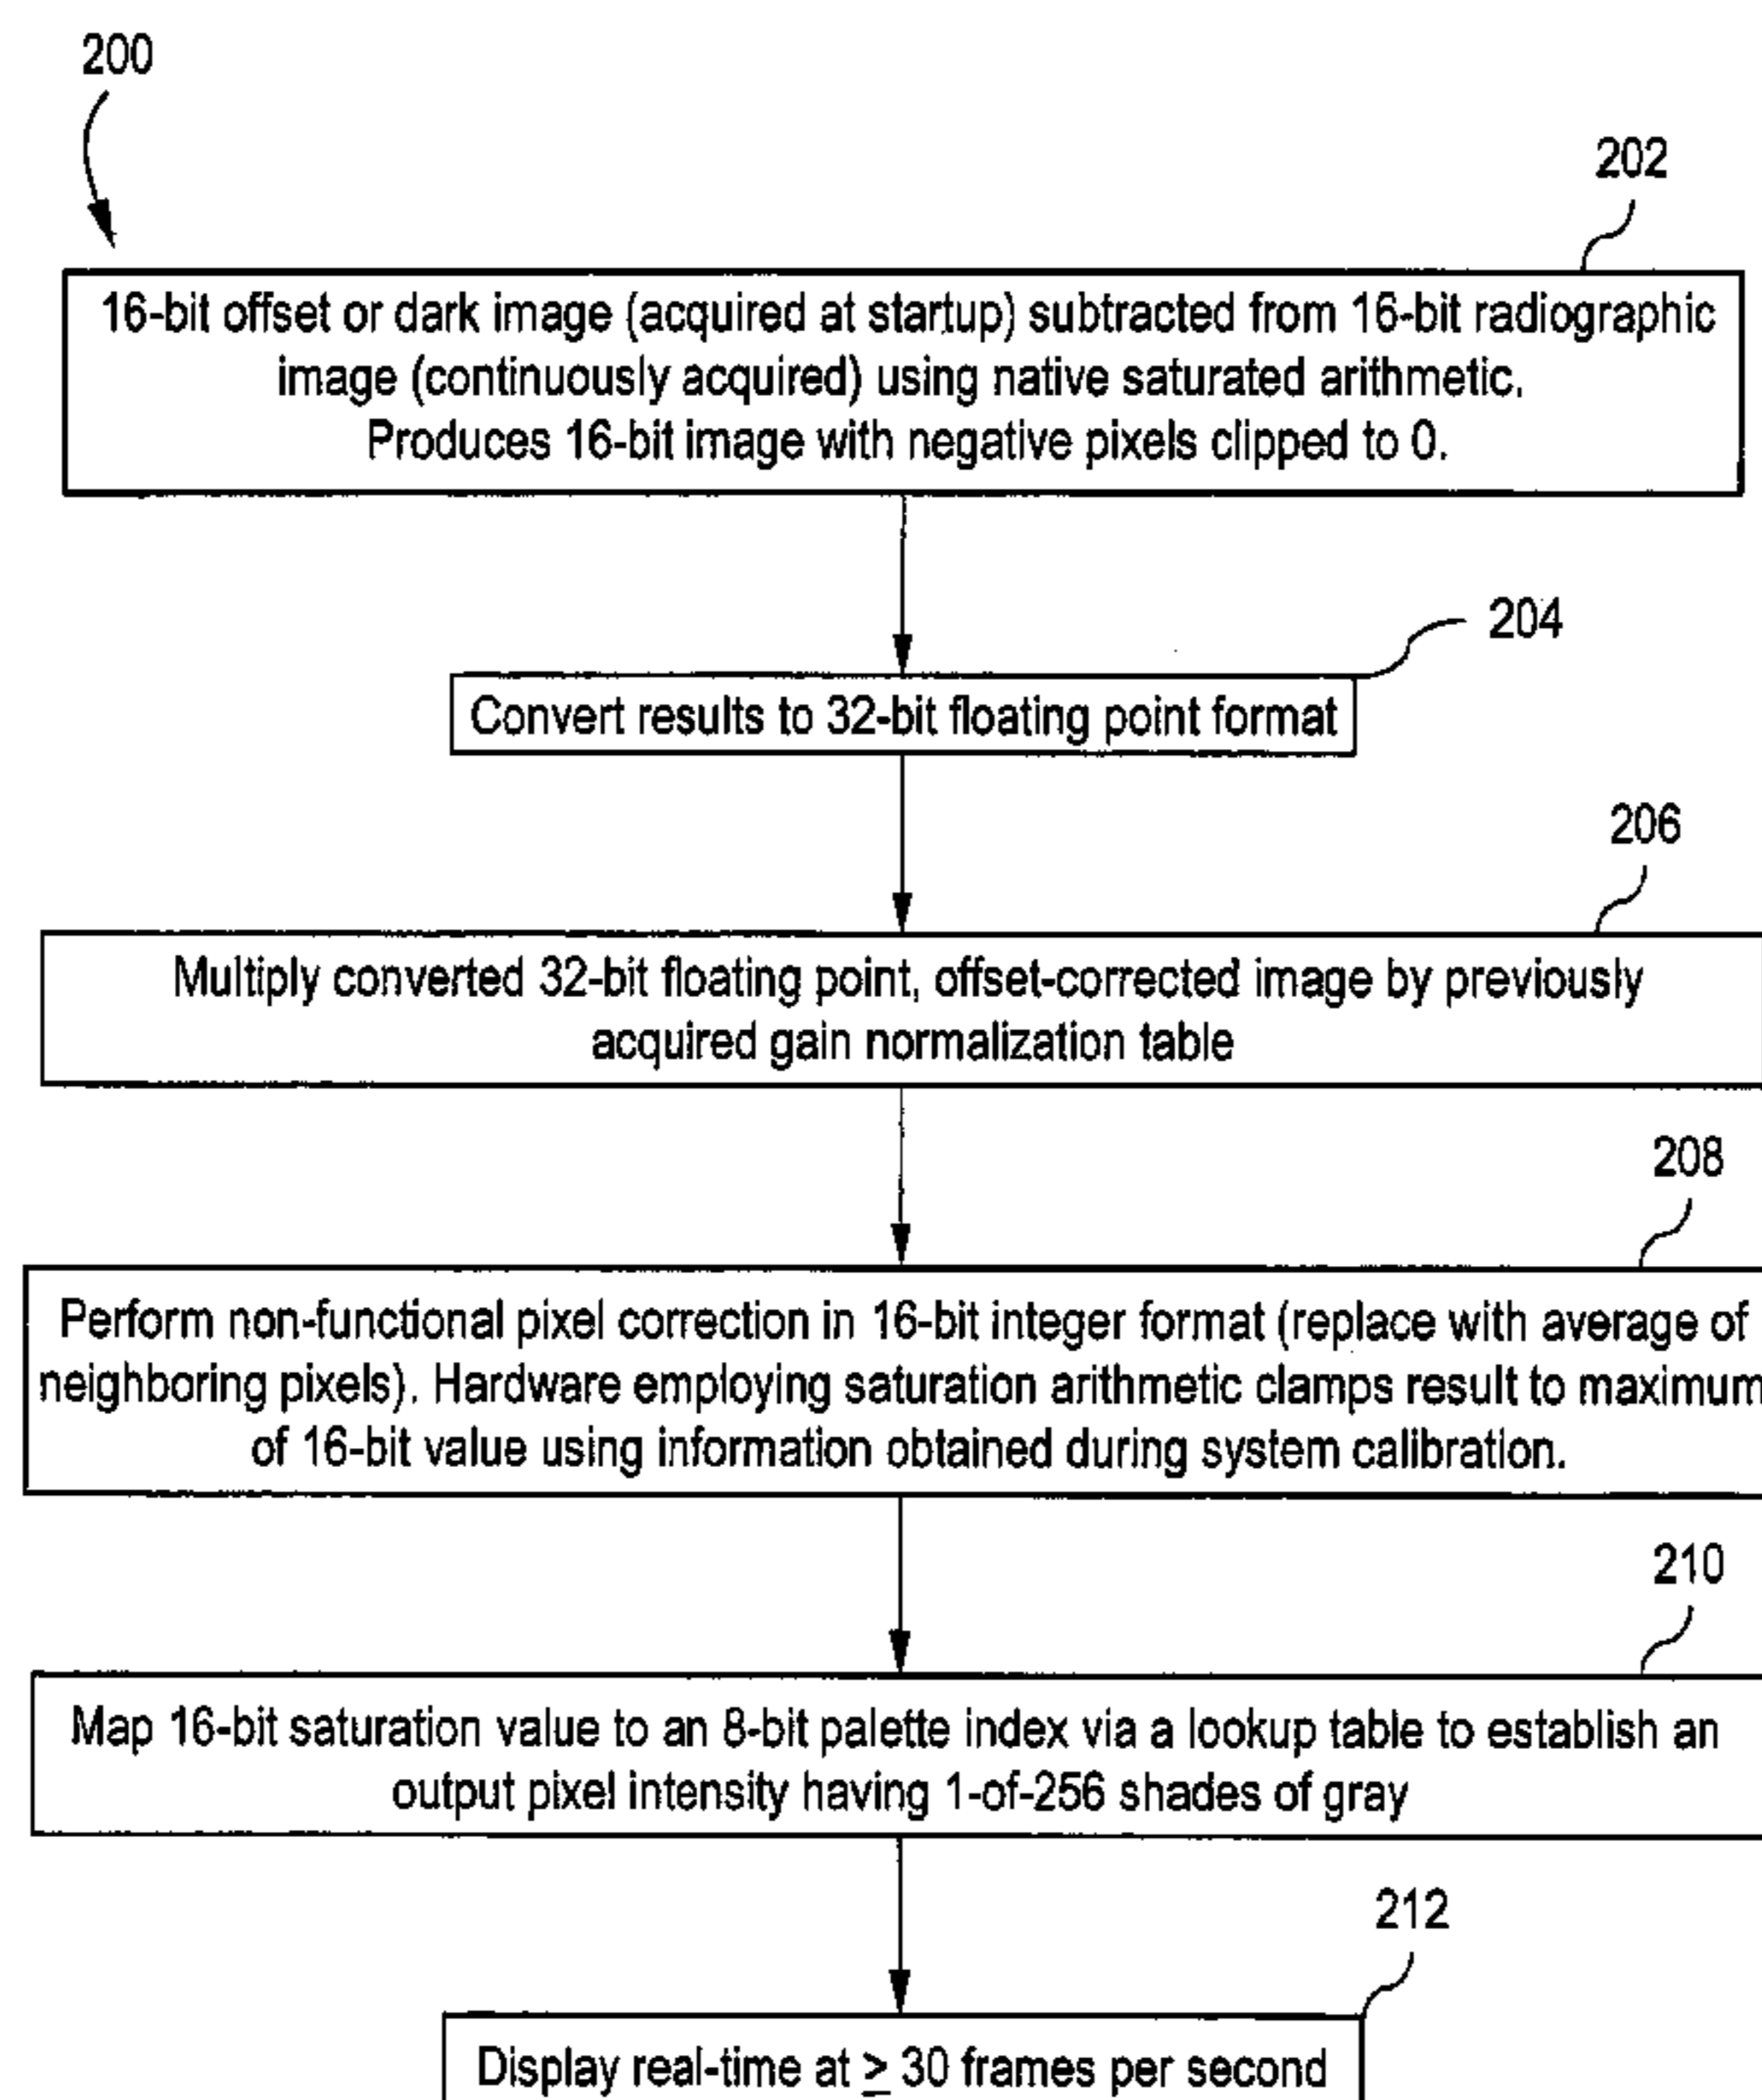 200
202
16-bit offset or dark image (acquired at startup) subtracted from 16-bit radiographic
image (continuously acquired) using native saturated arithmetic.
Produces 16-bit image with negative pixels clipped to 0.
204
Convert results to 32-bit floating point format
206
Multiply converted 32-bit floating point, offset-corrected image by previously
acquired gain normalization table
208
Perform non-functional pixel correction in 16-bit integer format (replace with average of
neighboring pixels). Hardware employing saturation arithmetic clamps result to maximum
of 16-bit value using information obtained during system calibration.
210
Map 16-bit saturation value to an 8-bit palette index via a lookup table to establish an
output pixel intensity having 1-of-256 shades of gray
212
Display real-time at ≥ 30 frames per second